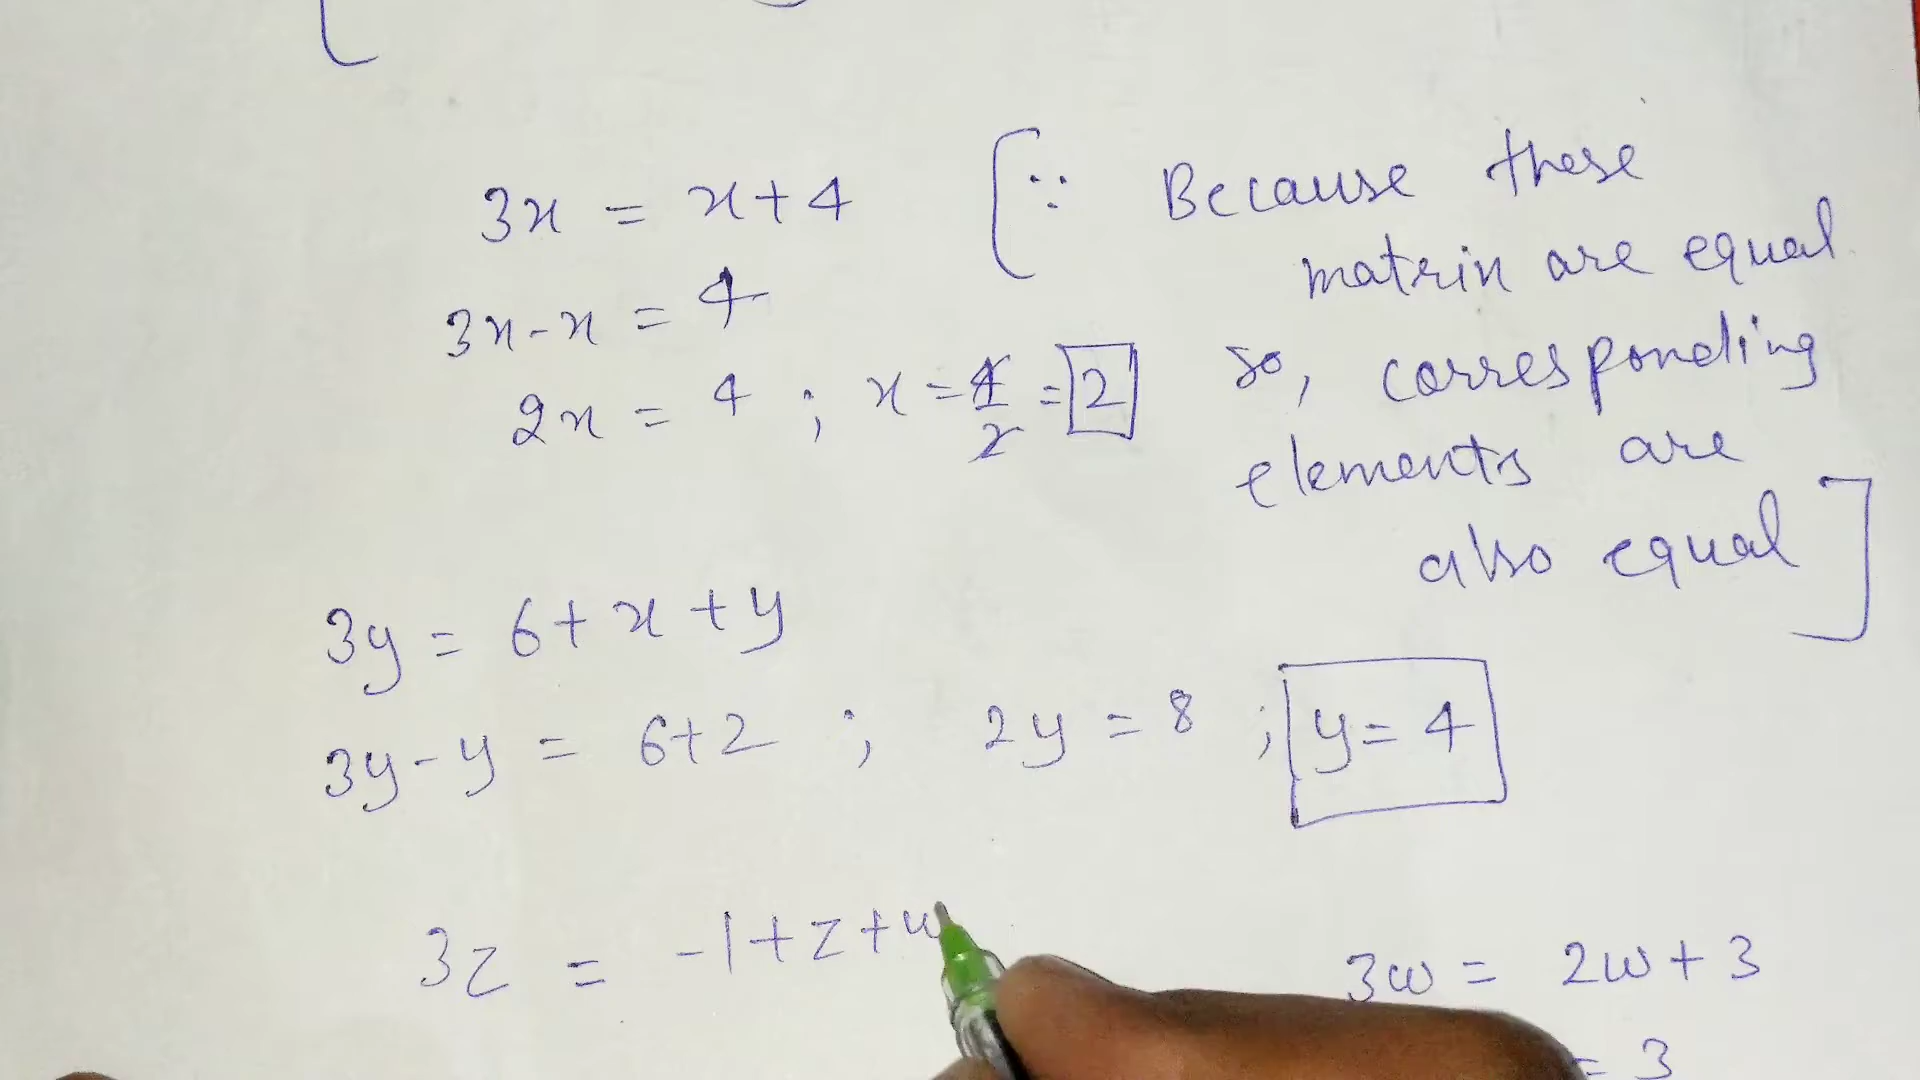 3x = x+4
3x-x = 4
2x = 4 ; x = 4/2 = 2
[∵ Because these
matrix are equal
so, corresponding
elements are
also equal]
3y = 6+x+y
3y-y = 6+2 ; 2y = 8 ; y = 4
3z = -1+z+w
3w = 2w+3
= 3